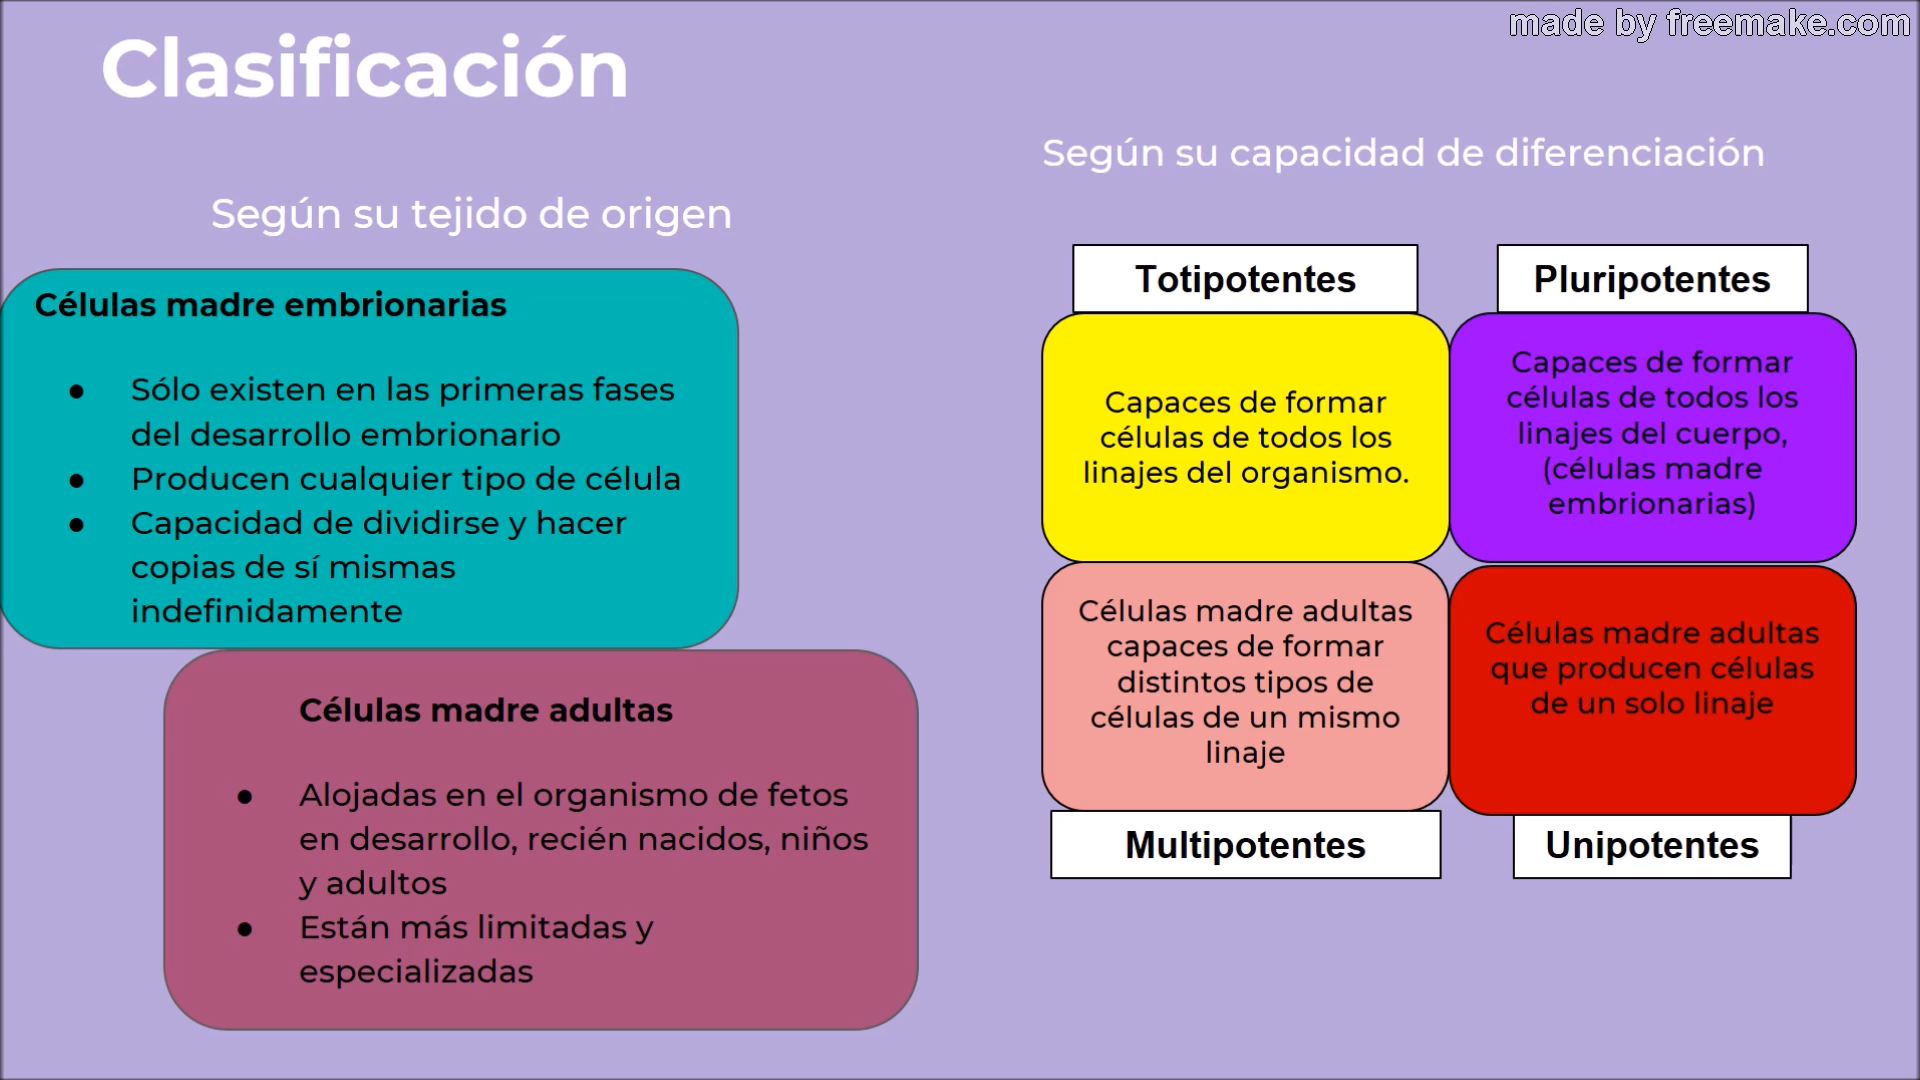 made by freemake.com
Clasificación
Según su tejido de origen
Células madre embrionarias
● Sólo existen en las primeras fases
del desarrollo embrionario
● Producen cualquier tipo de célula
● Capacidad de dividirse y hacer
copias de sí mismas
indefinidamente
Células madre adultas
● Alojadas en el organismo de fetos
en desarrollo, recién nacidos, niños
y adultos
● Están más limitadas y
especializadas
Según su capacidad de diferenciación
Totipotentes
Capaces de formar
células de todos los
linajes del organismo.
Pluripotentes
Capaces de formar
células de todos los
linajes del cuerpo,
(células madre
embrionarias)
Células madre adultas
capaces de formar
distintos tipos de
células de un mismo
linaje
Multipotentes
Células madre adultas
que producen células
de un solo linaje
Unipotentes